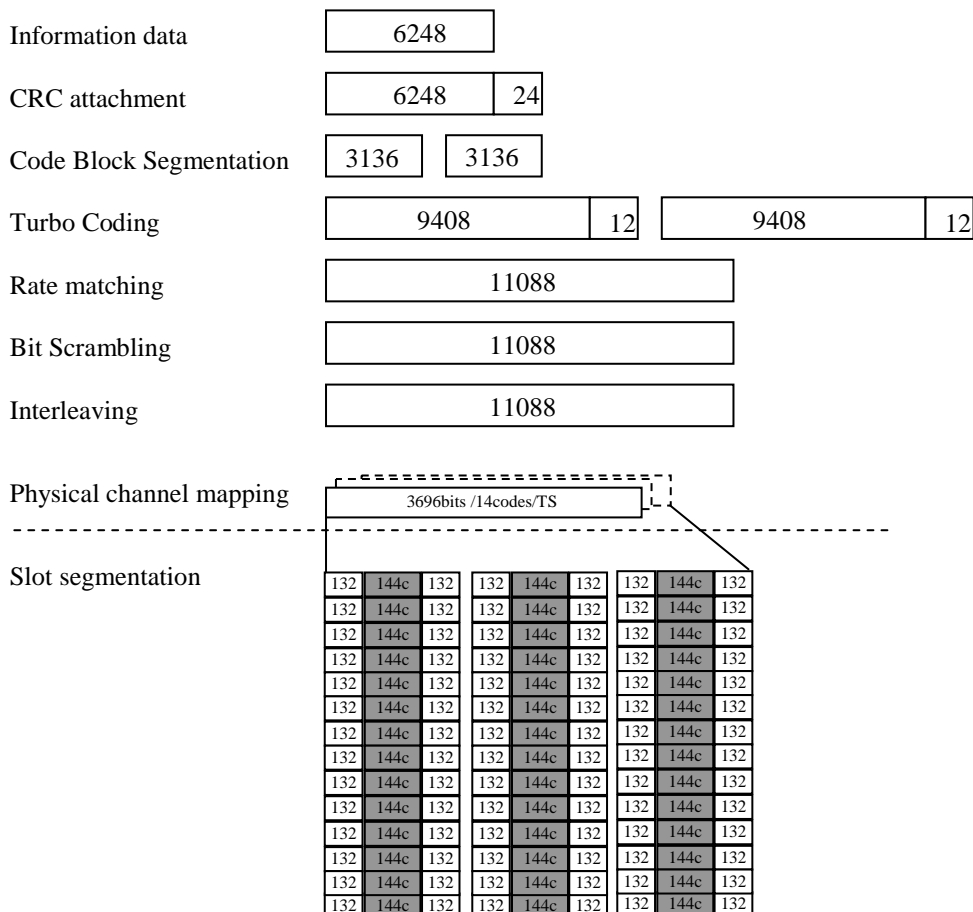 Information data 6248
CRC attachment 6248 24
Code Block Segmentation 3136 3136
Turbo Coding 9408 12 9408 12
Rate matching 11088
Bit Scrambling 11088
Interleaving 11088
Physical channel mapping 3696bits /14codes/TS
Slot segmentation
132 144c 132 132 144c 132 132 144c 132
132 144c 132 132 144c 132 132 144c 132
132 144c 132 132 144c 132 132 144c 132
132 144c 132 132 144c 132 132 144c 132
132 144c 132 132 144c 132 132 144c 132
132 144c 132 132 144c 132 132 144c 132
132 144c 132 132 144c 132 132 144c 132
132 144c 132 132 144c 132 132 144c 132
132 144c 132 132 144c 132 132 144c 132
132 144c 132 132 144c 132 132 144c 132
132 144c 132 132 144c 132 132 144c 132
132 144c 132 132 144c 132 132 144c 132
132 144c 132 132 144c 132 132 144c 132
132 144c 132 132 144c 132 132 144c 132